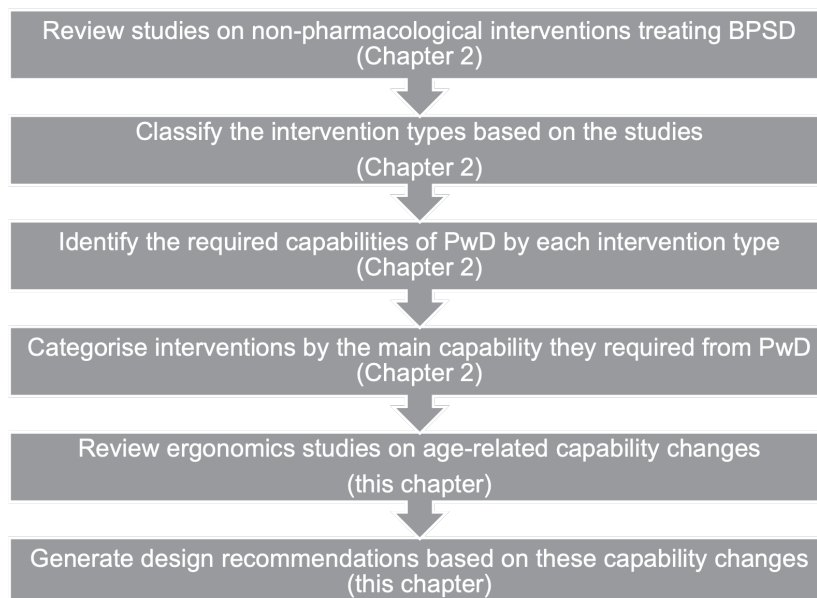 Review studies on non-pharmacological interventions treating BPSD
(Chapter 2)
Classify the intervention types based on the studies
(Chapter 2)
Identify the required capabilities of PwD by each intervention type
(Chapter 2)
Categorise interventions by the main capability they required from PwD
(Chapter 2)
Review ergonomics studies on age-related capability changes
(this chapter)
Generate design recommendations based on these capability changes
(this chapter)